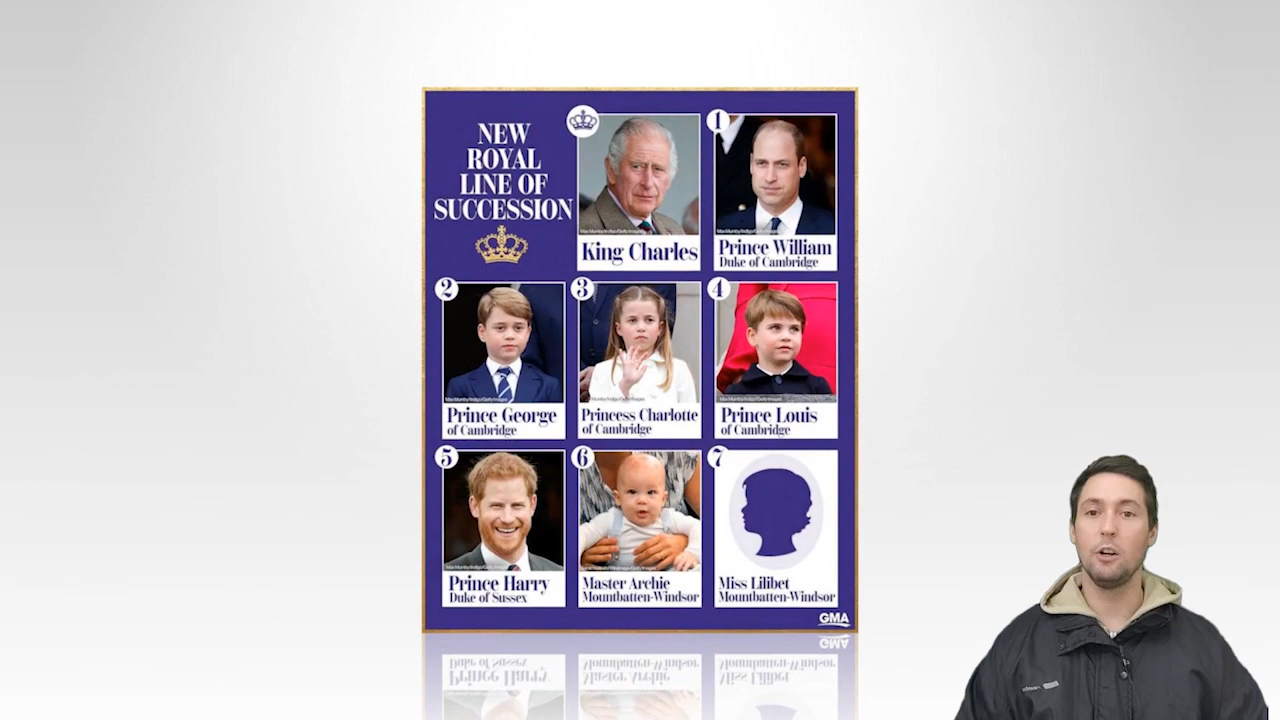 NEW
ROYAL
LINE OF
SUCCESSION
King Charles
1
Prince William
Duke of Cambridge
2
Prince George
of Cambridge
3
Princess Charlotte
of Cambridge
4
Prince Louis
of Cambridge
5
Prince Harry
Duke of Sussex
6
Master Archie
Mountbatten-Windsor
7
Miss Lilibet
Mountbatten-Windsor
GMA